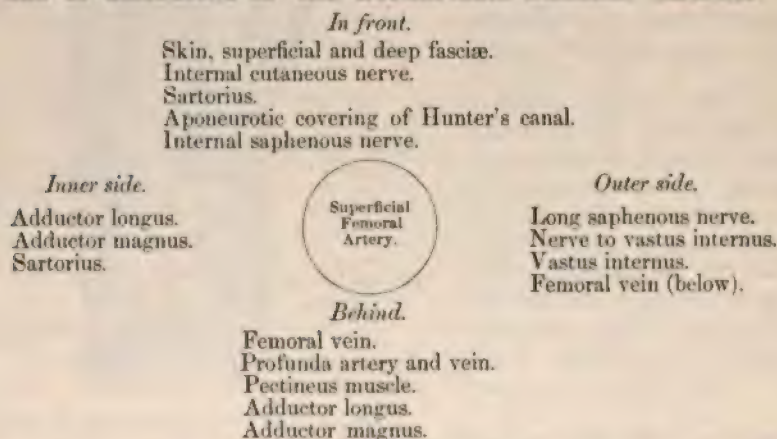 In front.
Skin, superficial and deep fasciæ.
Internal cutaneous nerve.
Sartorius.
Aponeurotic covering of Hunter's canal.
Internal saphenous nerve.
Inner side.
Adductor longus.
Adductor magnus.
Sartorius.
Superficial
Femoral
Artery.
Outer side.
Long saphenous nerve.
Nerve to vastus internus.
Vastus internus.
Femoral vein (below).
Behind.
Femoral vein.
Profunda artery and vein.
Pectineus muscle.
Adductor longus.
Adductor magnus.